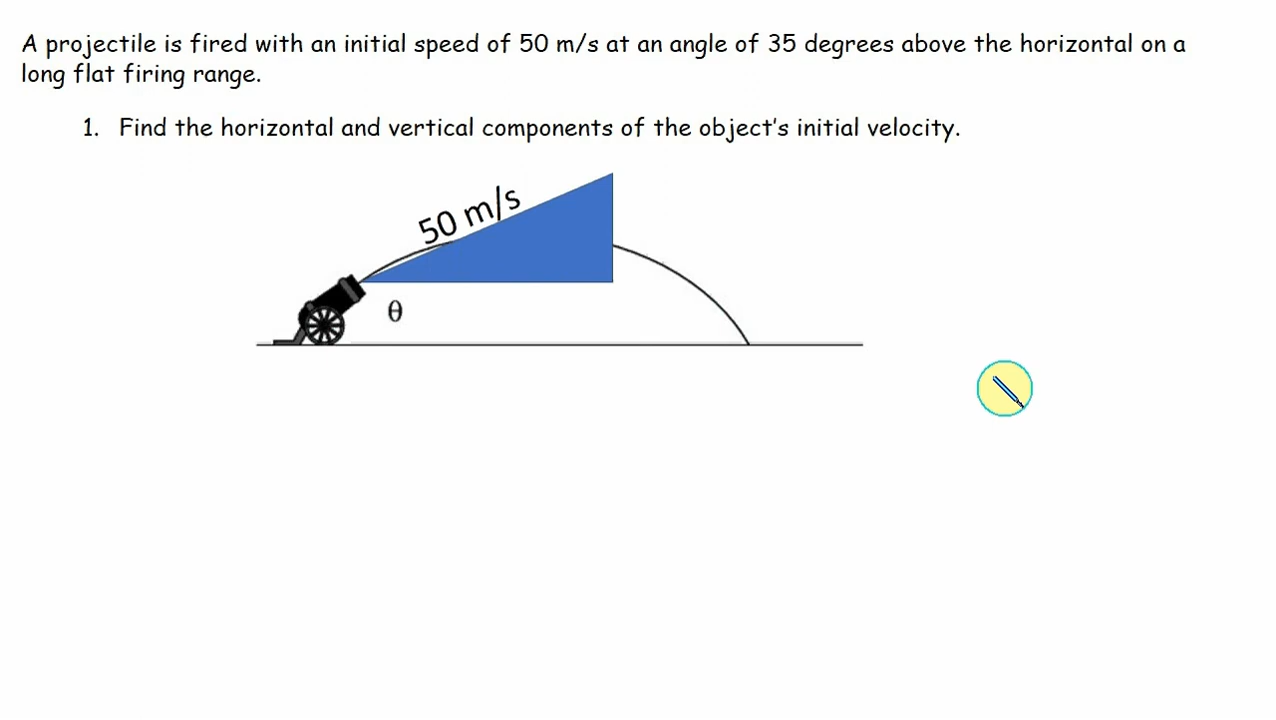 A projectile is fired with an initial speed of 50 m/s at an angle of 35 degrees above the horizontal on a
long flat firing range.
1. Find the horizontal and vertical components of the object's initial velocity.
50 m/s
θ